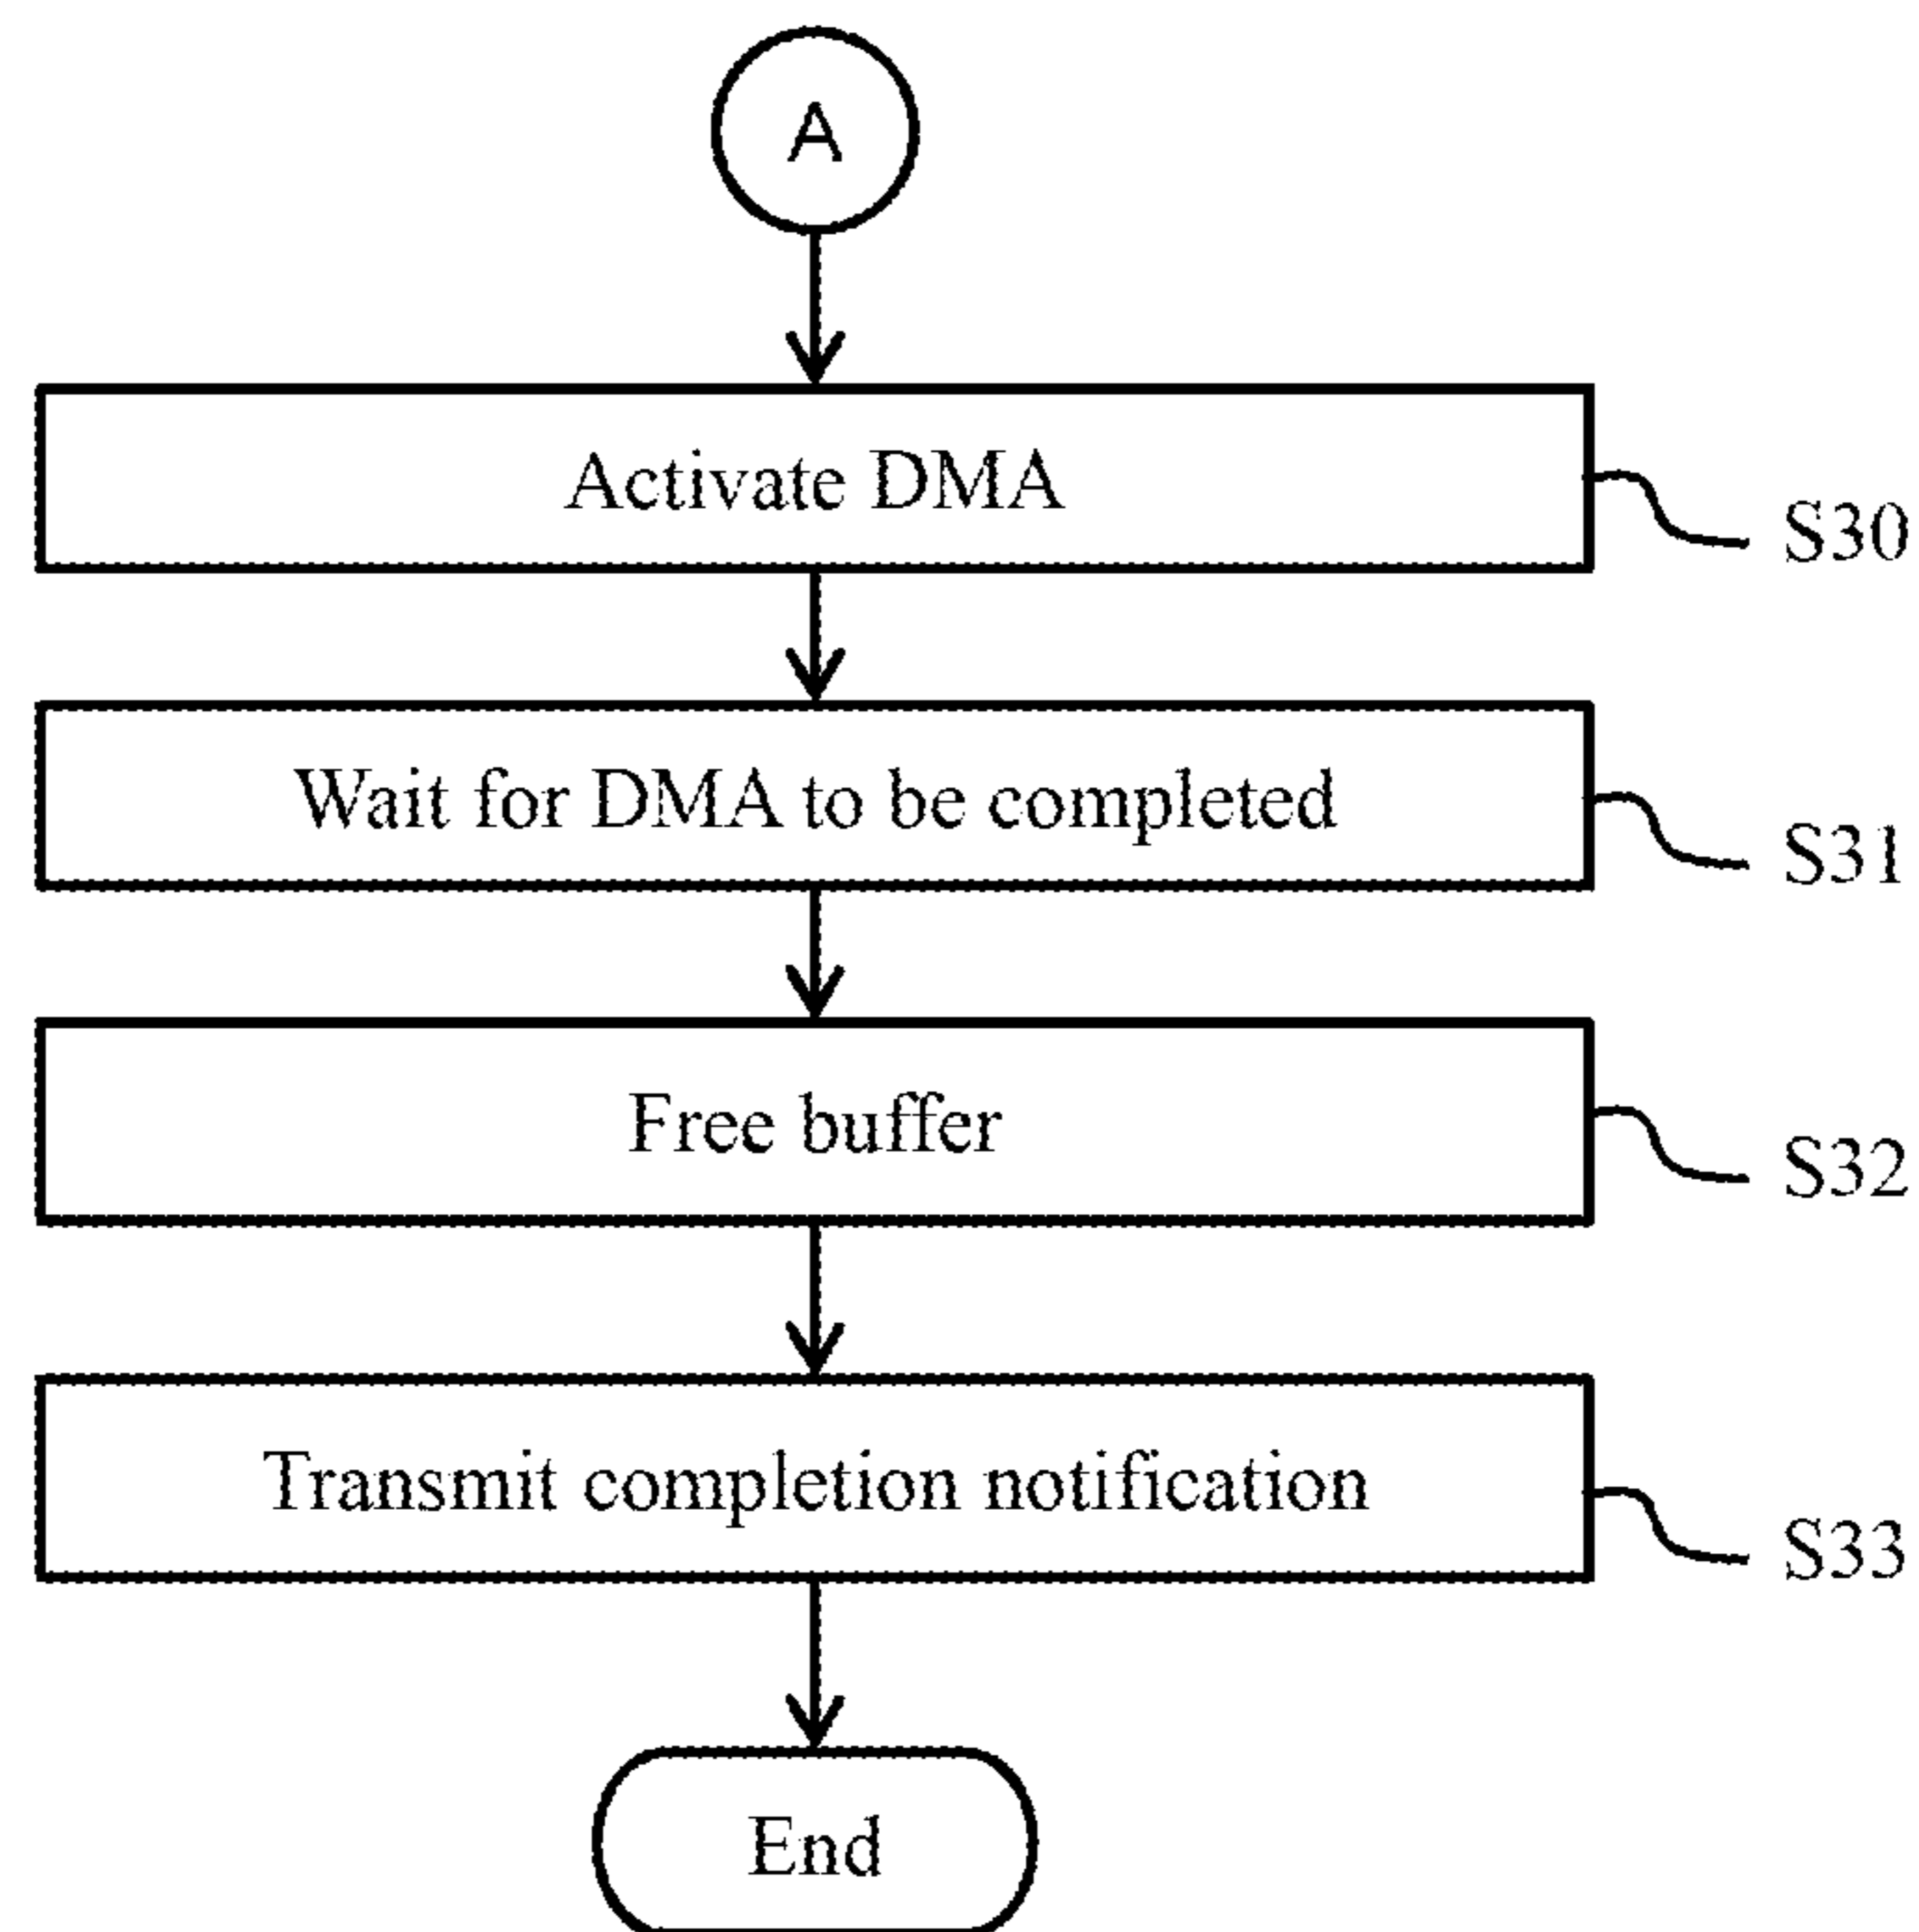 A
Activate DMA
S30
Wait for DMA to be completed
S31
Free buffer
S32
Transmit completion notification
S33
End